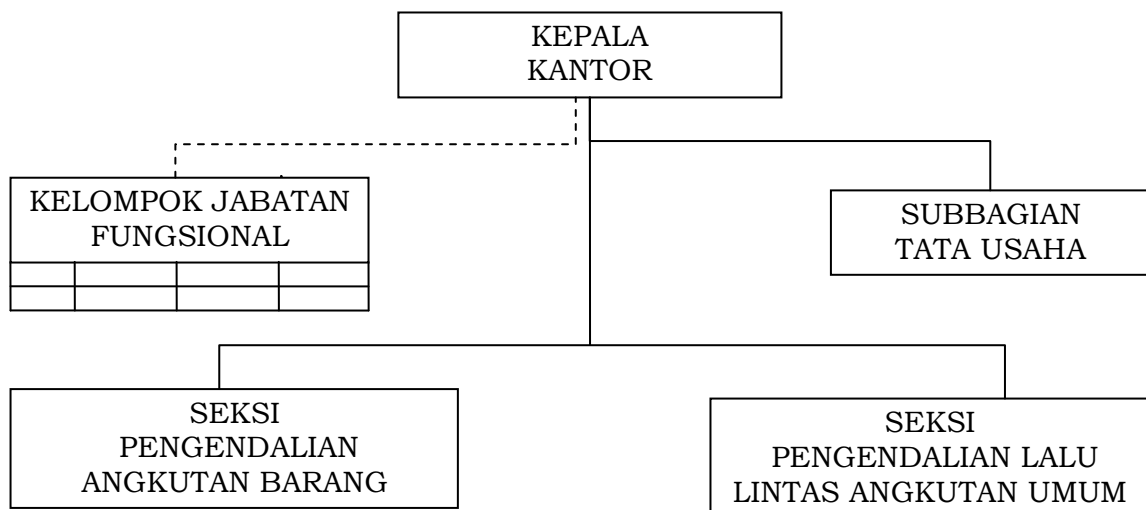 KEPALA
KANTOR
KELOMPOK JABATAN
FUNGSIONAL
SUBBAGIAN
TATA USAHA
SEKSI
PENGENDALIAN
ANGKUTAN BARANG
SEKSI
PENGENDALIAN LALU
LINTAS ANGKUTAN UMUM